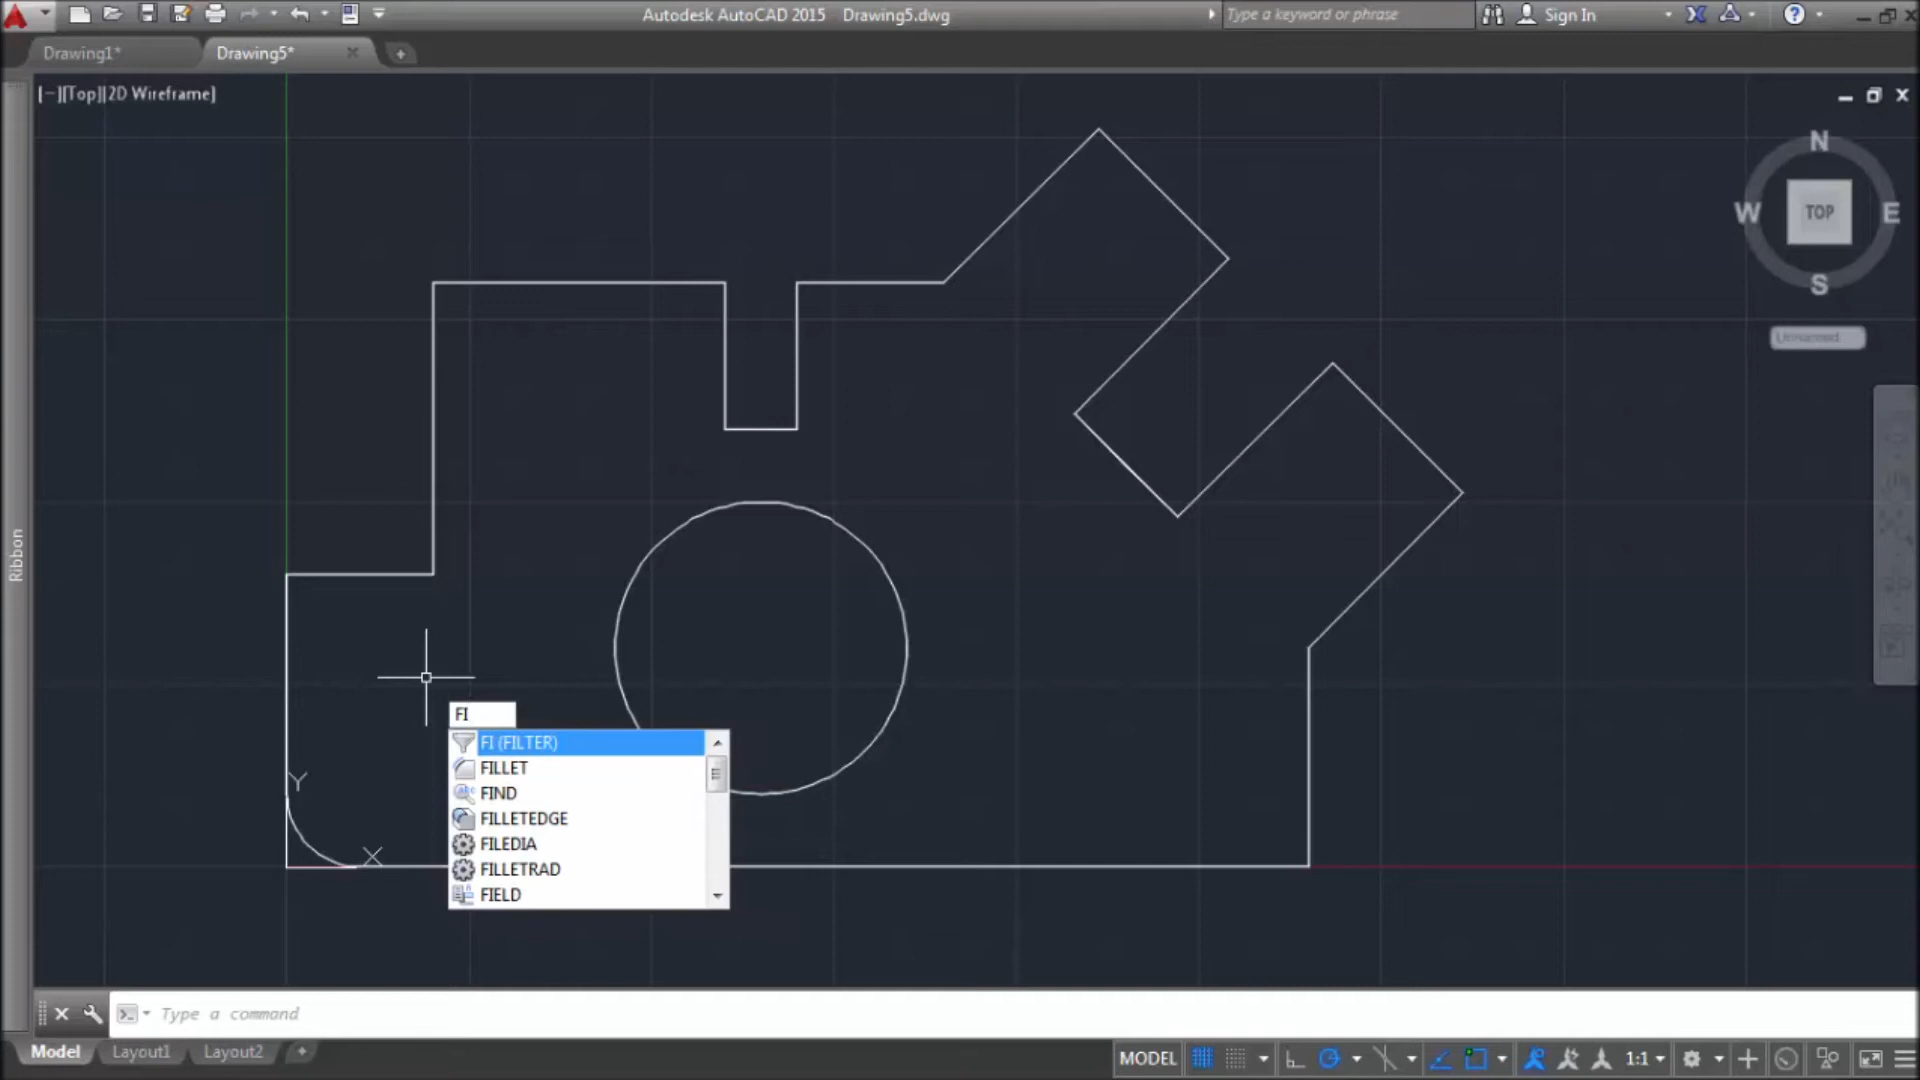 Autodesk AutoCAD 2015 Drawing5.dwg
Type a keyword or phrase
Sign In
Drawing1*
Drawing5*
[−][Top][2D Wireframe]
N
W
TOP
E
S
Unnamed
Ribbon
FI
FI (FILTER)
FILLET
FIND
FILLETEDGE
FILEDIA
FILLETRAD
FIELD
Y
X
Type a command
Model
Layout1
Layout2
MODEL
1:1